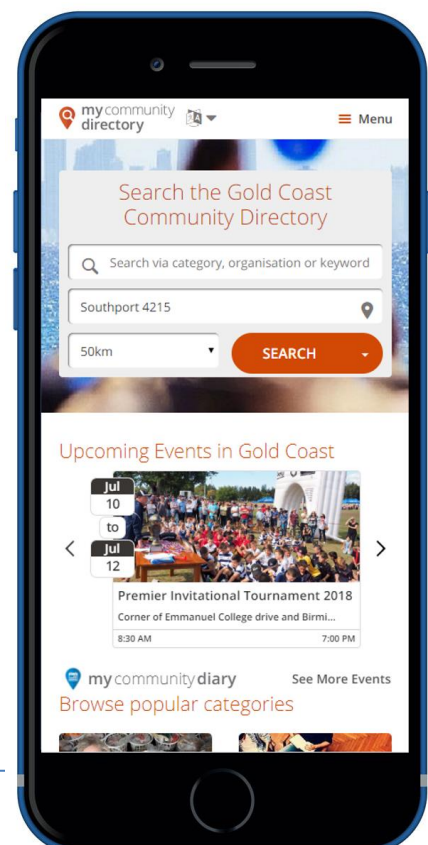 my community
directory
Menu
Search the Gold Coast
Community Directory
Search via category, organisation or keyword
Southport 4215
50km
SEARCH
Upcoming Events in Gold Coast
Jul
10
to
Jul
12
Premier Invitational Tournament 2018
Corner of Emmanuel College drive and Birmi...
8:30 AM 7:00 PM
my community diary See More Events
Browse popular categories